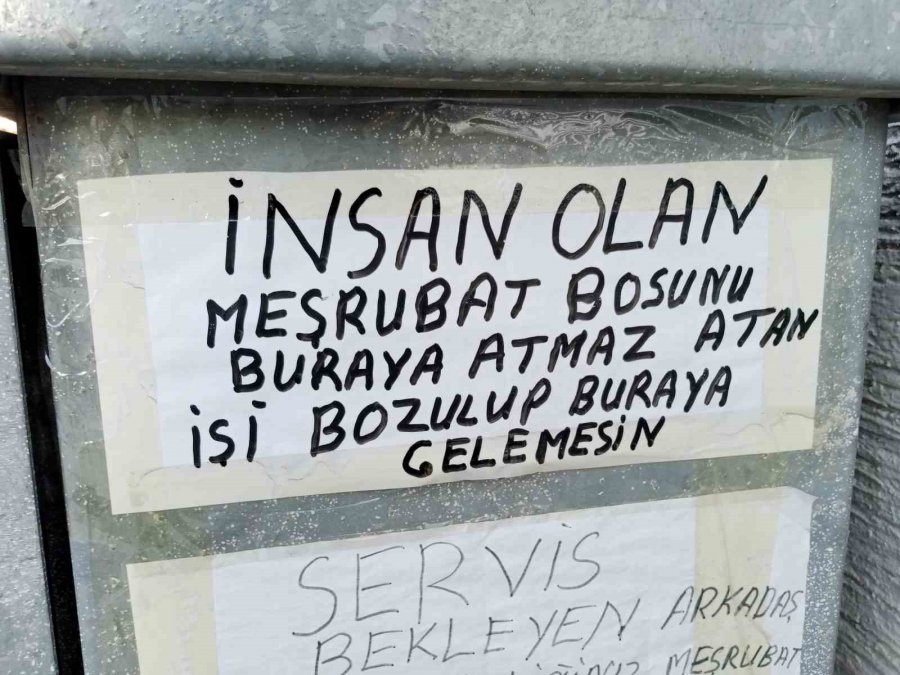 İNSAN OLAN
MEŞRUBAT BOSUNU
BURAYA ATMAZ ATAN
İŞİ BOZULUP BURAYA
GELEMESİN
SERVİS
BEKLEYEN ARKADAŞ
MEŞRUBAT